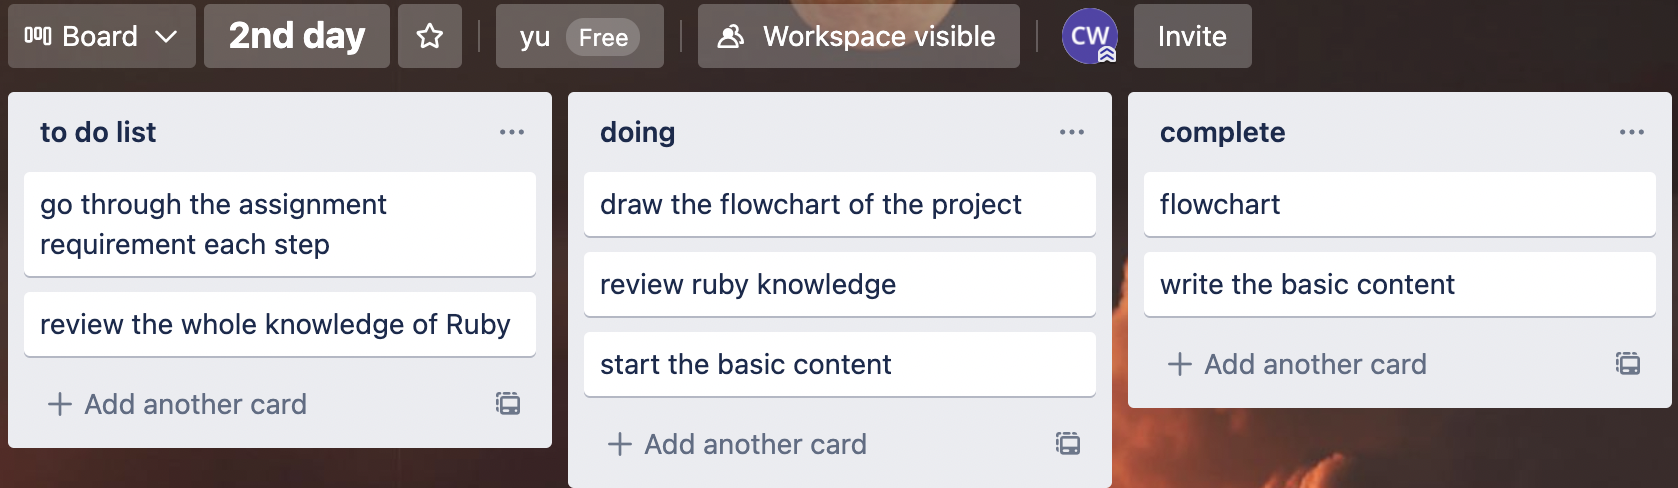 Board
2nd day
yu Free
Workspace visible
CW
Invite
to do list
go through the assignment
requirement each step
review the whole knowledge of Ruby
+ Add another card
doing
draw the flowchart of the project
review ruby knowledge
start the basic content
+ Add another card
complete
flowchart
write the basic content
+ Add another card